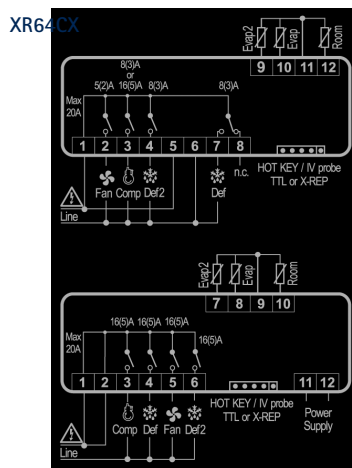 XR64CX
Evap2
Evap
Room
9 10 11 12
8(3)A
or
5(2)A 16(5)A 8(3)A 8(3)A
Max
20A
1 2 3 4 5 6 7 8
n.c.
HOT KEY / IV probe
TTL or X-REP
Fan Comp Def2 Def
Line
Evap2
Evap
Room
7 8 9 10
16(5)A 16(5)A 16(5)A
16(5)A
Max
20A
1 2 3 4 5 6 11 12
HOT KEY / IV probe
TTL or X-REP
Power
Supply
Comp Def Fan Def2
Line